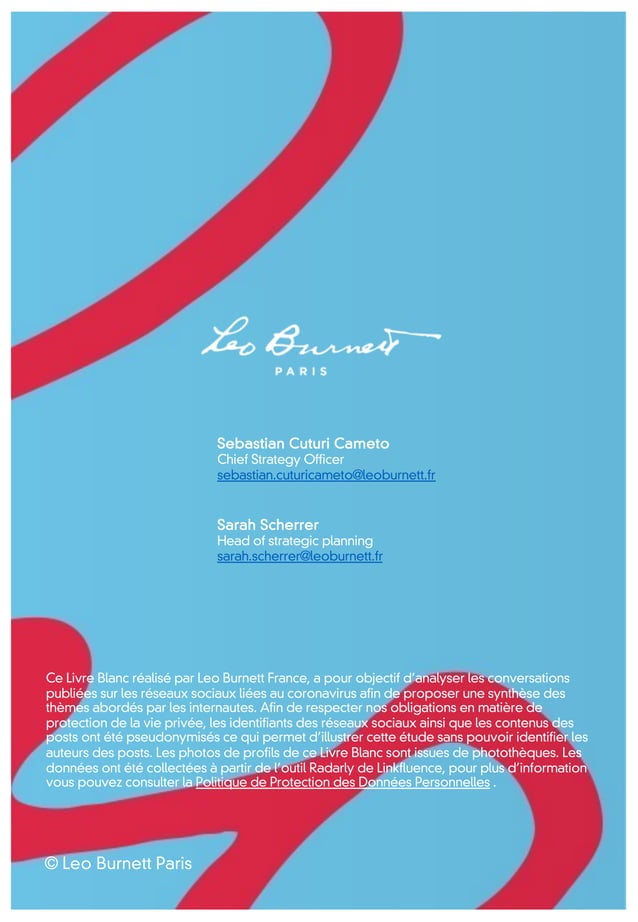 Leo Burnett
PARIS
Sebastian Cuturi Cameto
Chief Strategy Officer
sebastian.cuturicameto@leoburnett.fr
Sarah Scherrer
Head of strategic planning
sarah.scherrer@leoburnett.fr
Ce Livre Blanc réalisé par Leo Burnett France, a pour objectif d'analyser les conversations
publiées sur les réseaux sociaux liées au coronavirus afin de proposer une synthèse des
thèmes abordés par les internautes. Afin de respecter nos obligations en matière de
protection de la vie privée, les identifiants des réseaux sociaux ainsi que les contenus des
posts ont été pseudonymisés ce qui permet d'illustrer cette étude sans pouvoir identifier les
auteurs des posts. Les photos de profils de ce Livre Blanc sont issues de photothèques. Les
données ont été collectées à partir de l'outil Radarly de Linkfluence, pour plus d'information
vous pouvez consulter la Politique de Protection des Données Personnelles .
© Leo Burnett Paris